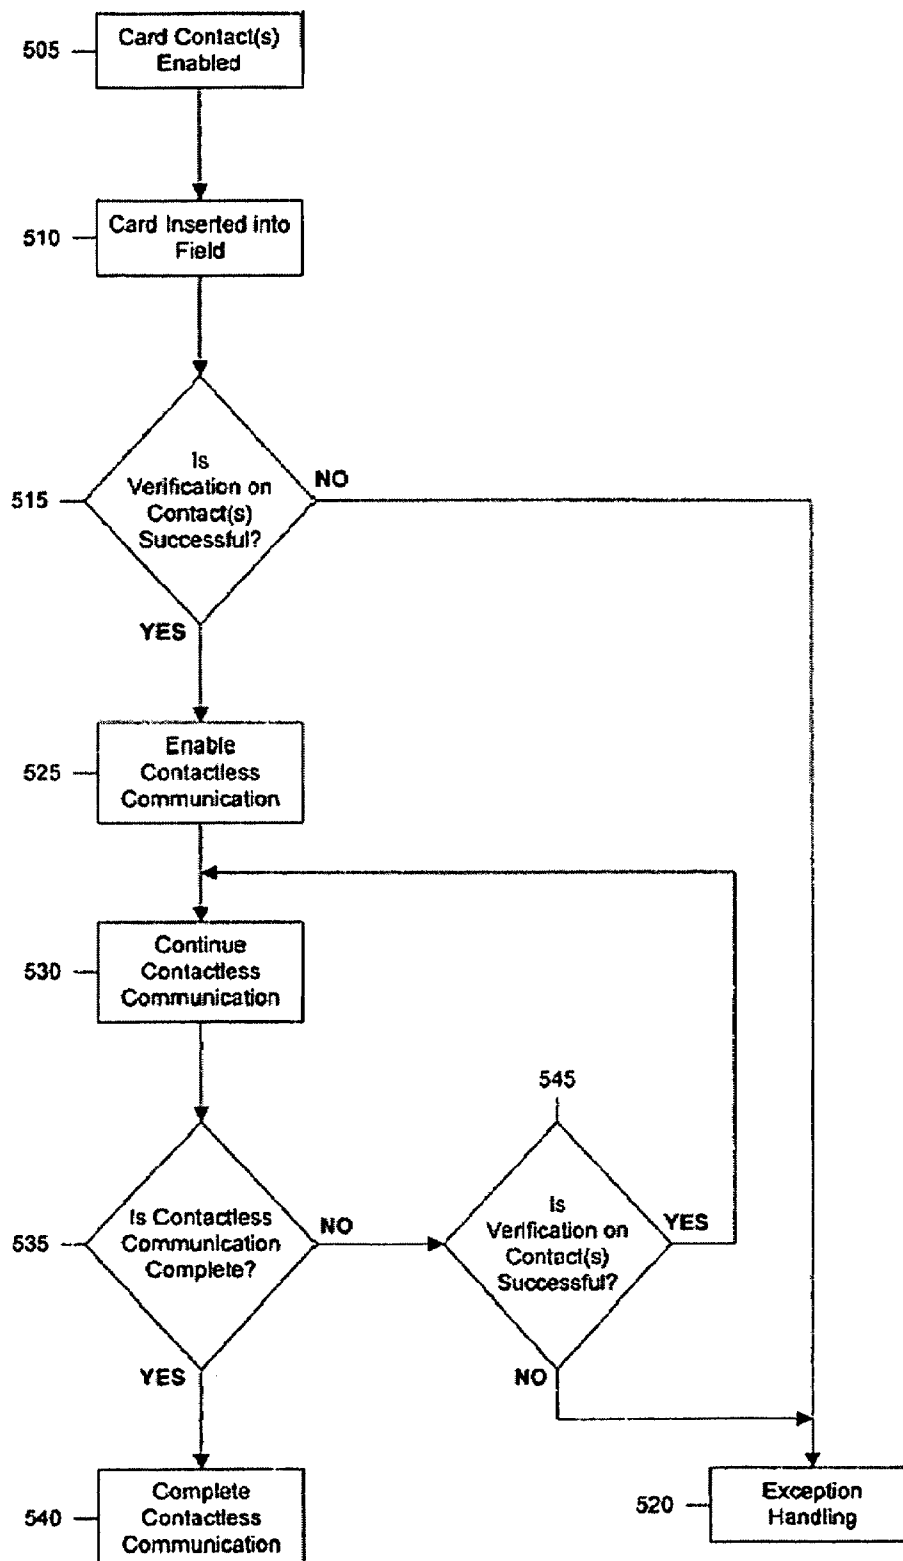 505
Card Contact(s)
Enabled
510
Card Inserted into
Field
515
Is
Verification on
Contact(s)
Successful?
NO
YES
525
Enable
Contactless
Communication
530
Continue
Contactless
Communication
535
Is Contactless
Communication
Complete?
NO
545
Is
Verification on
Contact(s)
Successful?
YES
NO
YES
540
Complete
Contactless
Communication
520
Exception
Handling